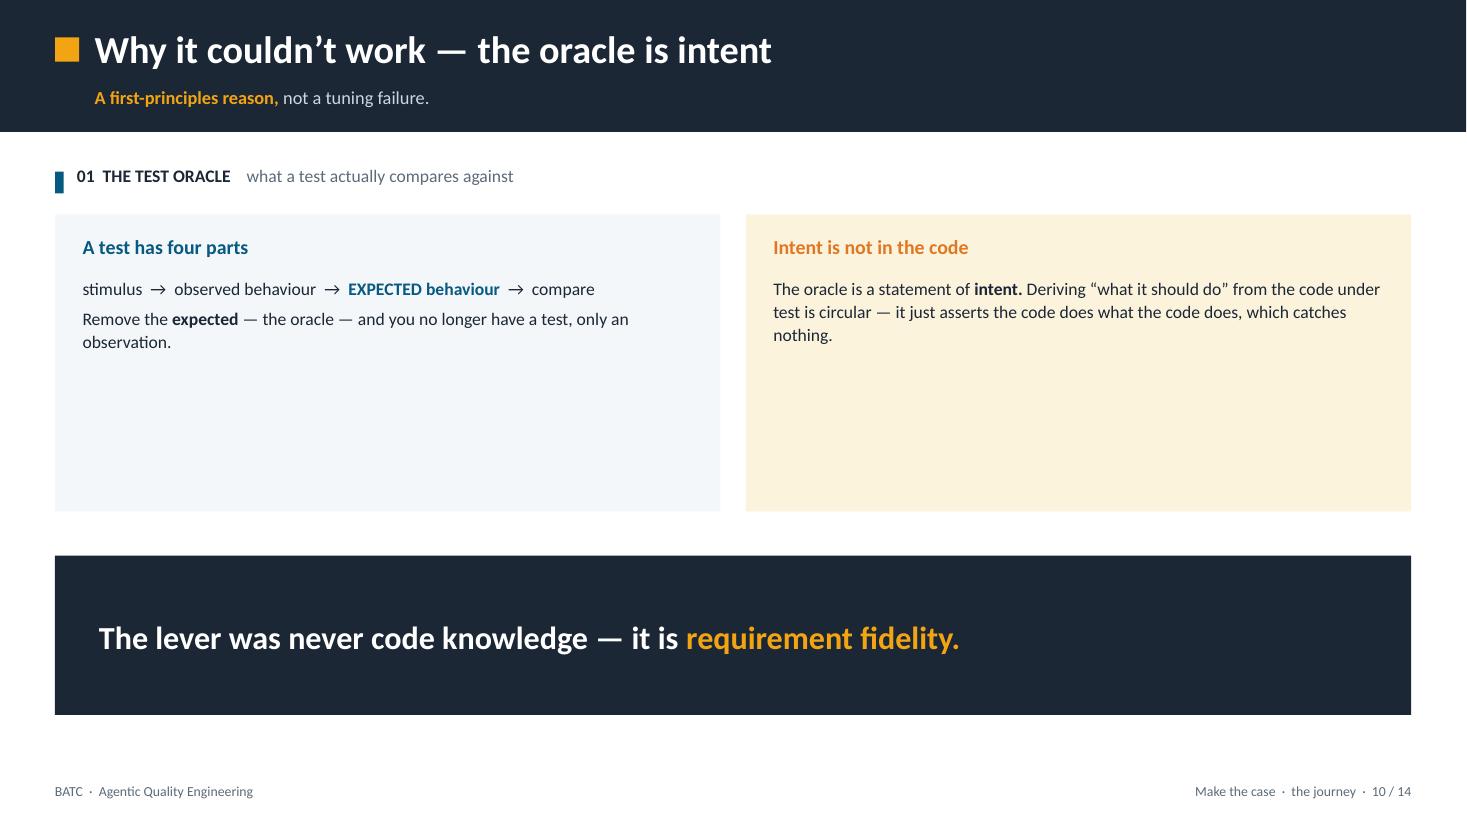 Why it couldn’t work — the oracle is intent
A first-principles reason, not a tuning failure.
01 THE TEST ORACLE what a test actually compares against
A test has four parts
stimulus → observed behaviour → EXPECTED behaviour → compare
Remove the expected — the oracle — and you no longer have a test, only an
observation.
Intent is not in the code
The oracle is a statement of intent. Deriving “what it should do” from the code under
test is circular — it just asserts the code does what the code does, which catches
nothing.
The lever was never code knowledge — it is requirement fidelity.
BATC · Agentic Quality Engineering
Make the case · the journey · 10 / 14